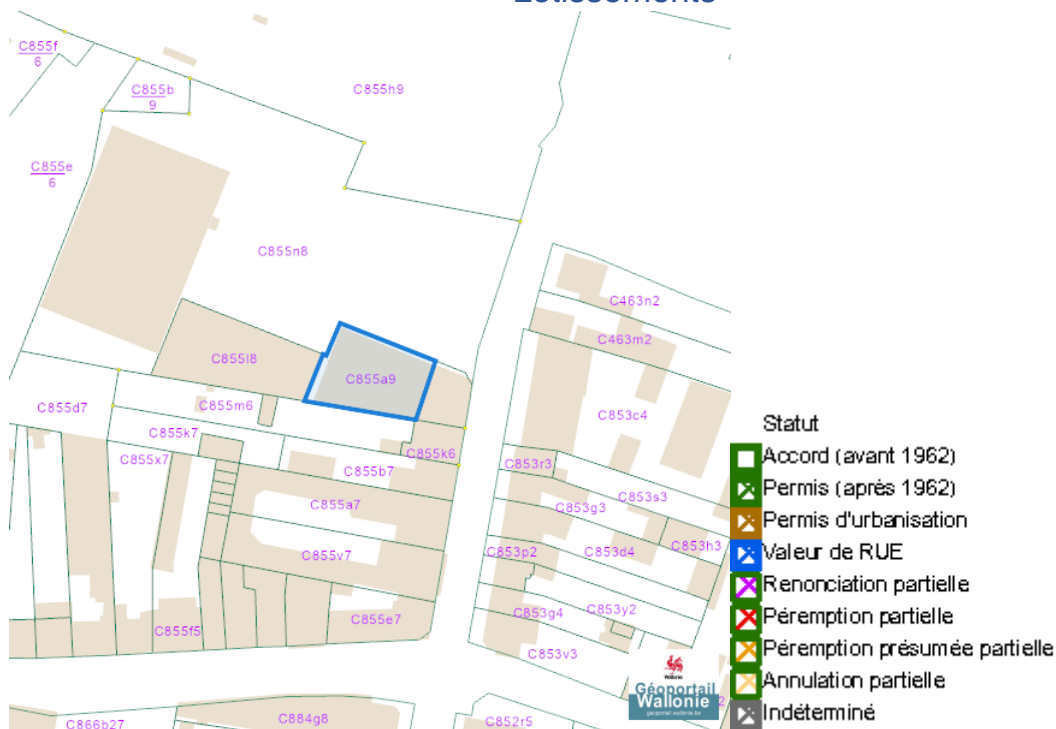 Lotissements
C855f
6
C855b
9
C855h9
C855e
6
C855n8
C463n2
C463m2
C855l8
C855a9
C855d7
C855m6
C853c4
C855k7
C855x7
C855k6
C853r3
C855b7
C853s3
C855a7
C853g3
C855v7
C853p2
C853d4
C853h3
C853g4
C853y2
C855f5
C855e7
C853v3
C866b27
C884g8
C852r5
Wallonie
Géoportail
Wallonie
geoportail.wallonie.be
2
Statut
Accord (avant 1962)
Permis (après 1962)
Permis d'urbanisation
Valeur de RUE
Renonciation partielle
Péremption partielle
Péremption présumée partielle
Annulation partielle
Indéterminé